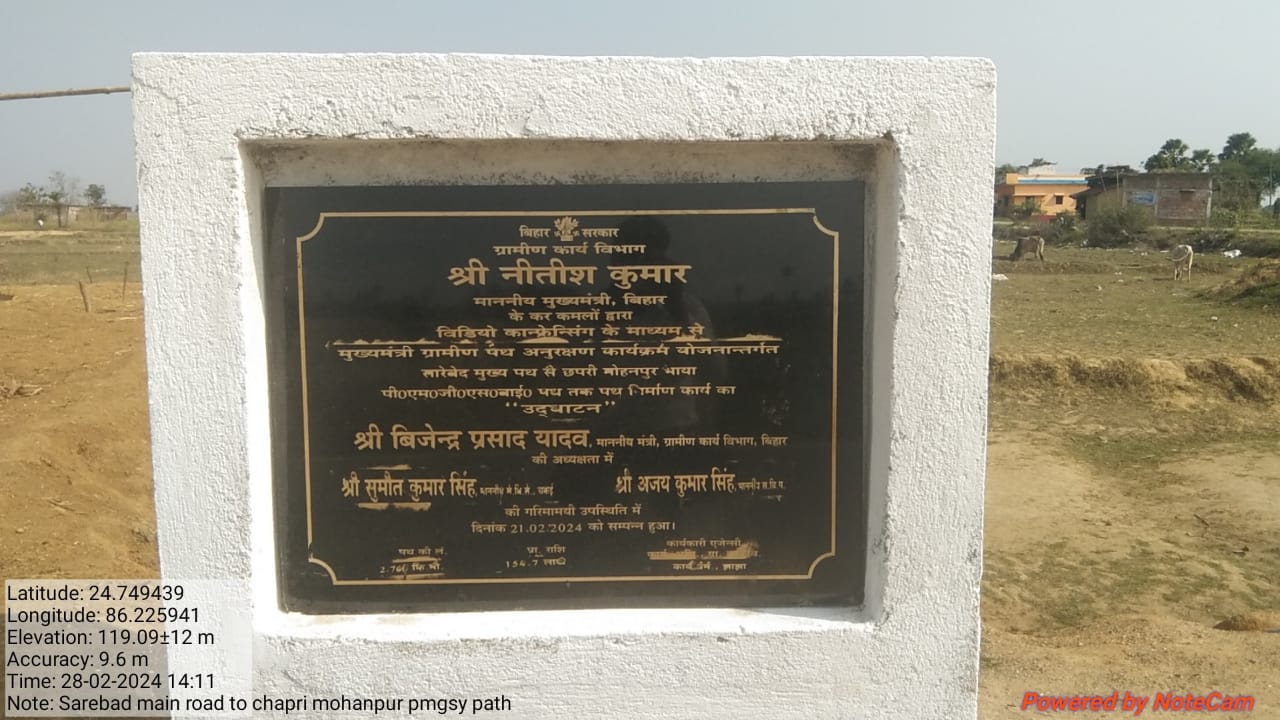 बिहार सरकार
ग्रामीण कार्य विभाग
श्री नीतीश कुमार
माननीय मुख्यमंत्री, बिहार
के कर कमलों द्वारा
विडियो कान्फ्रेन्सिंग के माध्यम से
मुख्यमंत्री ग्रामीण पथ अनुरक्षण कार्यक्रम योजनान्तर्गत
सारेबेद मुख्य पथ से छपरी मोहनपुर भाया
पी०एम०जी०एस०वाई० पथ तक पथ निर्माण कार्य का
"उद्घाटन"
श्री बिजेन्द्र प्रसाद यादव, माननीय मंत्री, ग्रामीण कार्य विभाग, बिहार
की अध्यक्षता में
श्री सुमीत कुमार सिंह, श्री अजय कुमार सिंह,
की गरिमामयी उपस्थिति में
दिनांक 21.02.2024 को सम्पन्न हुआ।
पथ की लं. प्रा. राशि कार्यकारी एजेन्सी
कि.मी. 154.7
झाझा
Latitude: 24.749439
Longitude: 86.225941
Elevation: 119.09±12 m
Accuracy: 9.6 m
Time: 28-02-2024 14:11
Note: Sarebad main road to chapri mohanpur pmgsy path
Powered by NoteCam